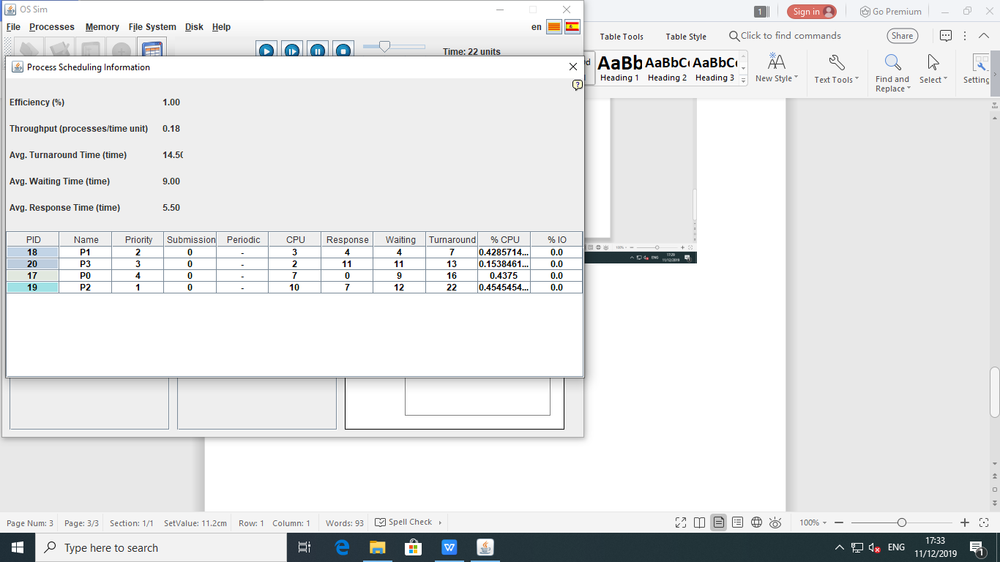 OS Sim
1 Sign in Go Premium
File Processes Memory File System Disk Help en
Table Tools Table Style Click to find commands Share
Time: 22 units
Process Scheduling Information
AaBb AaBbC AaBbC
Heading 1 Heading 2 Heading 3 New Style Text Tools Find and Replace Select Setting
Efficiency (%) 1.00
Throughput (processes/time unit) 0.18
Avg. Turnaround Time (time) 14.50
Avg. Waiting Time (time) 9.00
Avg. Response Time (time) 5.50
PID Name Priority Submission Periodic CPU Response Waiting Turnaround % CPU % IO
18 P1 2 0 - 3 4 4 7 0.4285714... 0.0
20 P3 3 0 - 2 11 11 13 0.1538461... 0.0
17 P0 4 0 - 7 0 9 16 0.4375 0.0
19 P2 1 0 - 10 7 12 22 0.4545454... 0.0
100%
ENG 17:29
11/12/2019
Page Num: 3 Page: 3/3 Section: 1/1 SetValue: 11.2cm Row: 1 Column: 1 Words: 93 Spell Check 100%
Type here to search ENG 17:33
11/12/2019 1